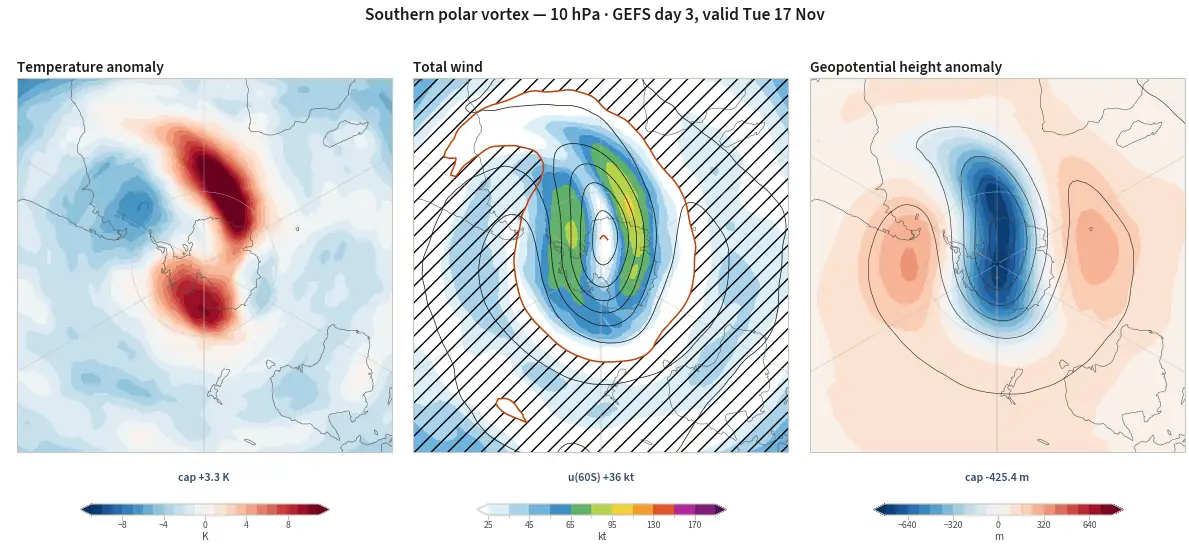 Southern polar vortex — 10 hPa · GEFS day 3, valid Tue 17 Nov
Temperature anomaly
Total wind
Geopotential height anomaly
cap +3.3 K
u(60S) +36 kt
cap -425.4 m
−8 −4 0 4 8
K
25 45 65 95 130 170
kt
−640 −320 0 320 640
m